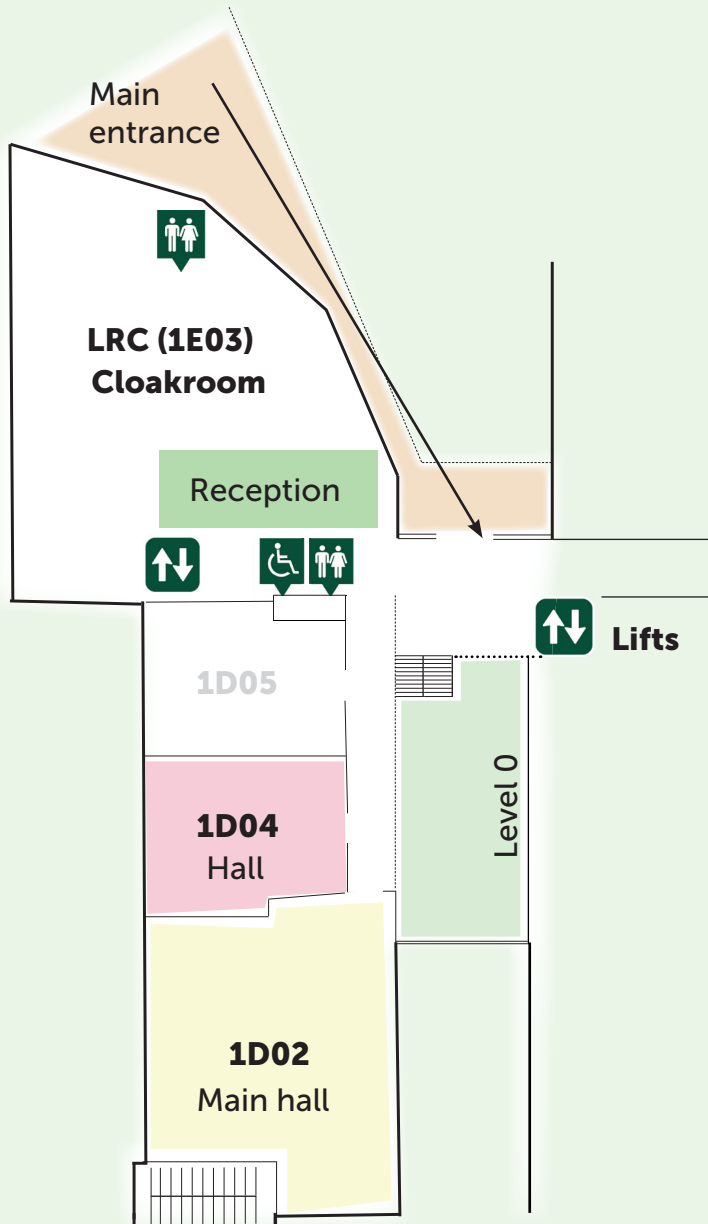 Main
entrance
LRC (1E03)
Cloakroom
Reception
Lifts
1D05
Level 0
1D04
Hall
1D02
Main hall